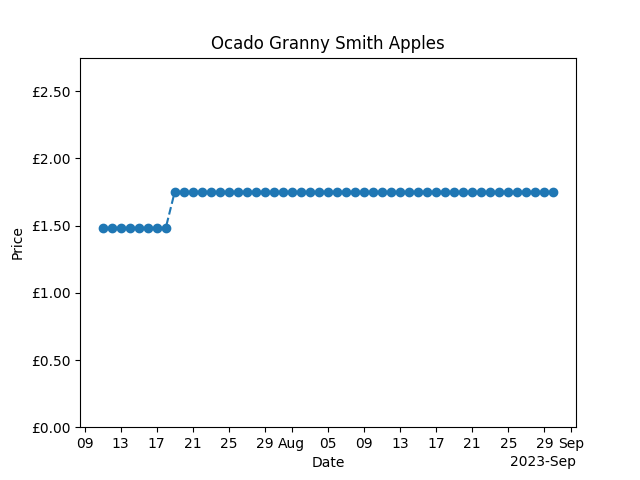 Ocado Granny Smith Apples
£2.50
£2.00
£1.50
£1.00
£0.50
£0.00
Price
09 13 17 21 25 29 Aug 05 09 13 17 21 25 29 Sep
Date
2023-Sep